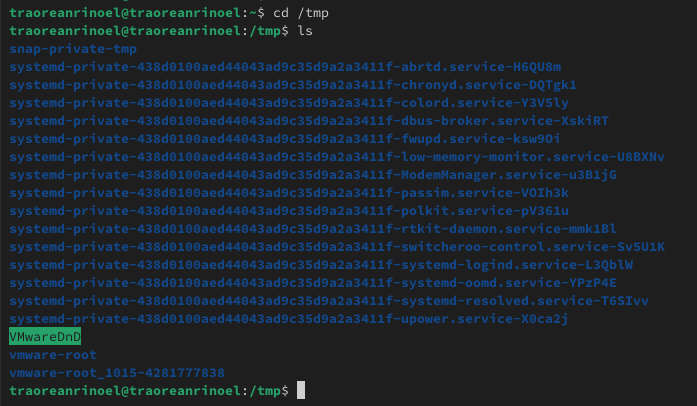 traoreanrinoel@traoreanrinoel:~$ cd /tmp
traoreanrinoel@traoreanrinoel:/tmp$ ls
snap-private-tmp
systemd-private-438d0100aed44043ad9c35d9a2a3411f-abrtd.service-H6QU8m
systemd-private-438d0100aed44043ad9c35d9a2a3411f-chronyd.service-DQTgk1
systemd-private-438d0100aed44043ad9c35d9a2a3411f-colord.service-Y3V5ly
systemd-private-438d0100aed44043ad9c35d9a2a3411f-dbus-broker.service-XskiRT
systemd-private-438d0100aed44043ad9c35d9a2a3411f-fwupd.service-ksw9Oi
systemd-private-438d0100aed44043ad9c35d9a2a3411f-low-memory-monitor.service-U8BXNv
systemd-private-438d0100aed44043ad9c35d9a2a3411f-ModemManager.service-u3B1jG
systemd-private-438d0100aed44043ad9c35d9a2a3411f-passim.service-VOIh3k
systemd-private-438d0100aed44043ad9c35d9a2a3411f-polkit.service-pV361u
systemd-private-438d0100aed44043ad9c35d9a2a3411f-rtkit-daemon.service-mmk1Bl
systemd-private-438d0100aed44043ad9c35d9a2a3411f-switcheroo-control.service-Sv5U1K
systemd-private-438d0100aed44043ad9c35d9a2a3411f-systemd-logind.service-L3QblW
systemd-private-438d0100aed44043ad9c35d9a2a3411f-systemd-oomd.service-YPzP4E
systemd-private-438d0100aed44043ad9c35d9a2a3411f-systemd-resolved.service-T6SIvv
systemd-private-438d0100aed44043ad9c35d9a2a3411f-upower.service-X0ca2j
VMwareDnD
vmware-root
vmware-root_1015-4281777838
traoreanrinoel@traoreanrinoel:/tmp$